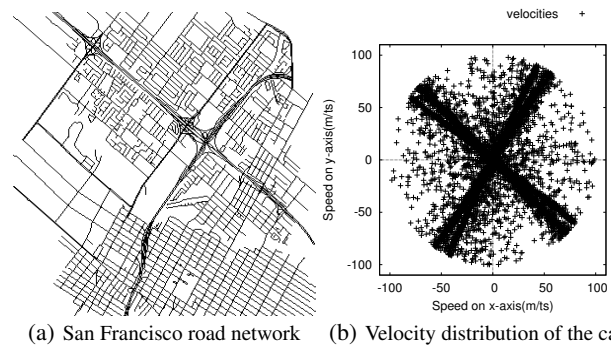 velocities
100
50
0
-50
-100
-100 -50 0 50 100
Speed on y-axis(m/ts)
Speed on x-axis(m/ts)
(a) San Francisco road network (b) Velocity distribution of the ca